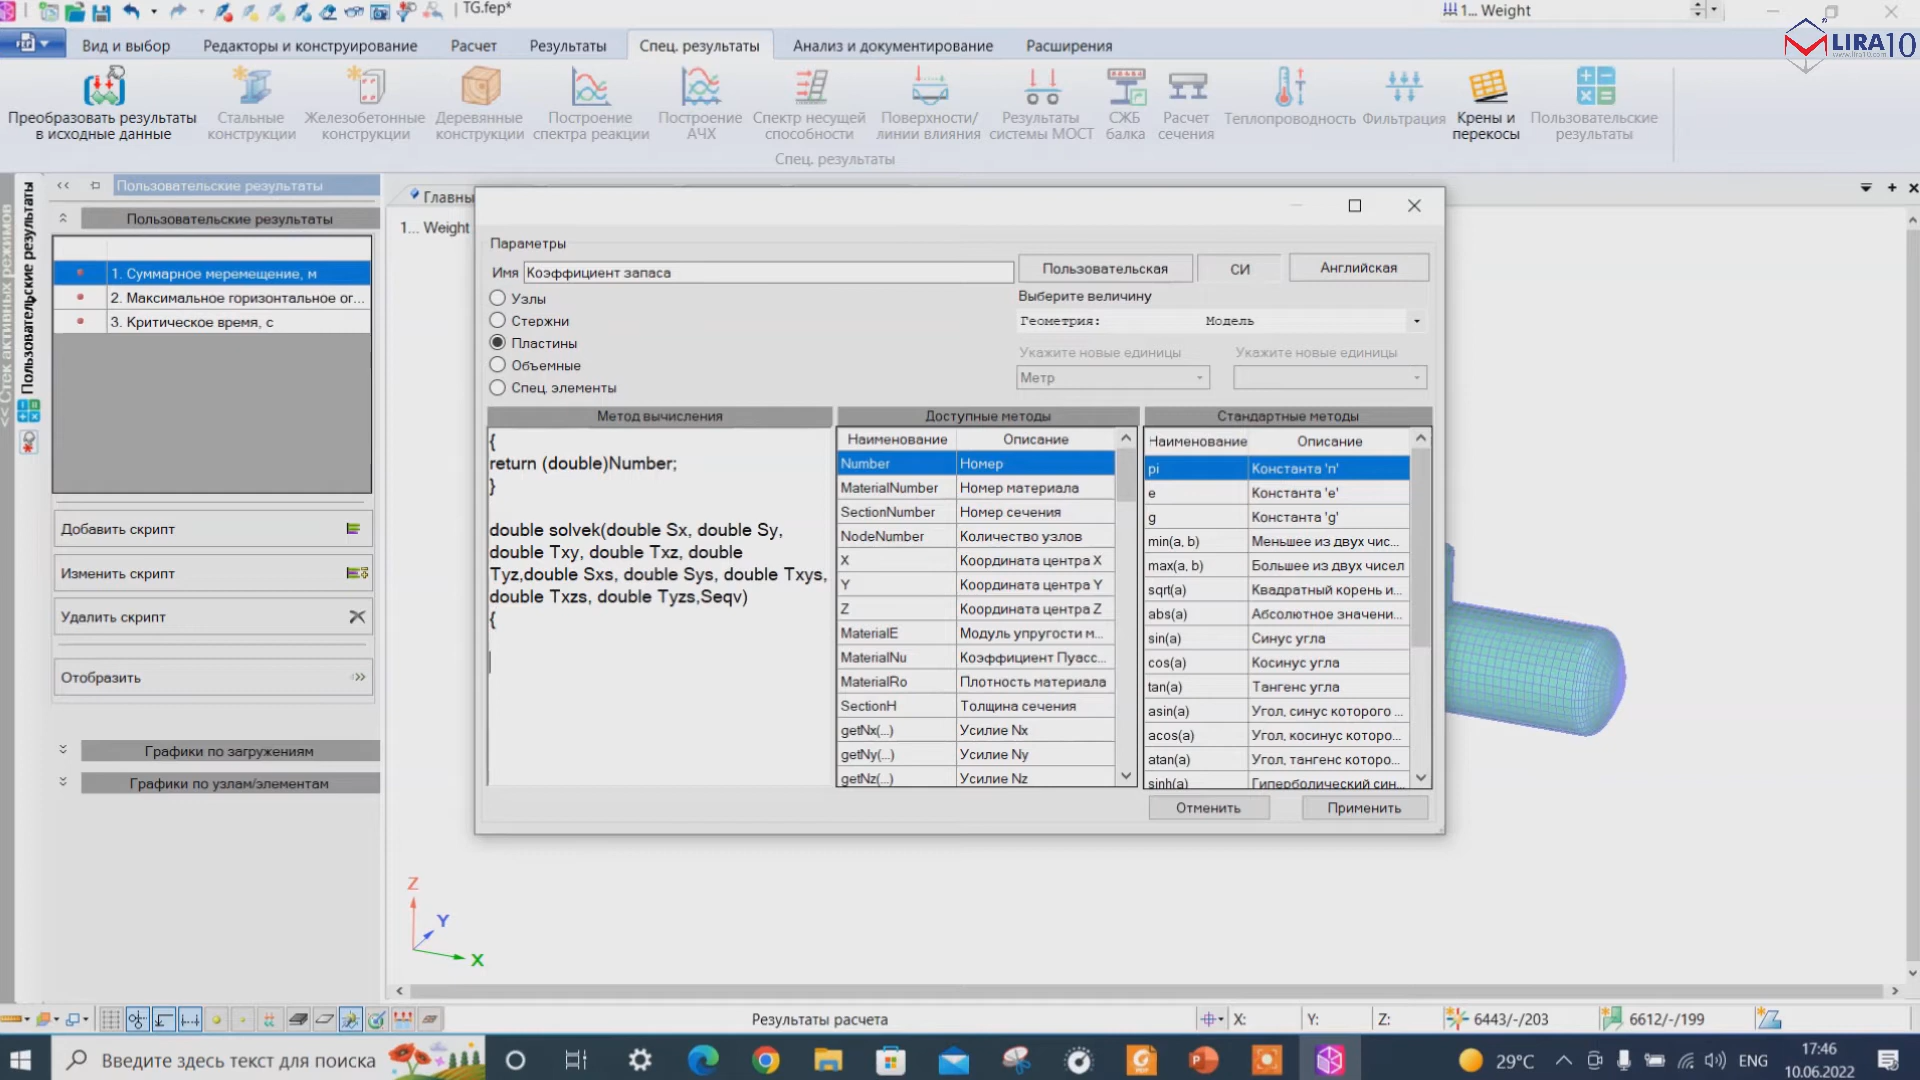 TG.fep*
1... Weight
LIRA10
www.lira10.com
Вид и выбор
Редакторы и конструирование
Расчет
Результаты
Спец. результаты
Анализ и документирование
Расширения
Преобразовать результаты
в исходные данные
Стальные
конструкции
Железобетонные
конструкции
Деревянные
конструкции
Построение
спектра реакции
Построение
АЧХ
Спектр несущей
способности
Поверхности/
линии влияния
Результаты
системы МОСТ
СЖБ
балка
Расчет
сечения
Теплопроводность
Фильтрация
Крены и
перекосы
Пользовательские
результаты
Спец. результаты
<< Стек активных режимов
Пользовательские результаты
Пользовательские результаты
Пользовательские результаты
1. Суммарное меремещение, м
2. Максимальное горизонтальное ог...
3. Критическое время, с
Добавить скрипт
Изменить скрипт
Удалить скрипт
Отобразить
Графики по загружениям
Графики по узлам/элементам
Главны
1... Weight
Параметры
Имя
Коэффициент запаса
Узлы
Стержни
Пластины
Объемные
Спец. элементы
Пользовательская
СИ
Английская
Выберите величину
Геометрия: Модель
Укажите новые единицы
Укажите новые единицы
Метр
Метод вычисления
{
return (double)Number;
}
double solvek(double Sx, double Sy,
double Txy, double Txz, double
Tyz,double Sxs, double Sys, double Txys,
double Txzs, double Tyzs,Seqv)
{
Доступные методы
Наименование Описание
Number Номер
MaterialNumber Номер материала
SectionNumber Номер сечения
NodeNumber Количество узлов
X Координата центра X
Y Координата центра Y
Z Координата центра Z
MaterialE Модуль упругости м...
MaterialNu Коэффициент Пуасс...
MaterialRo Плотность материала
SectionH Толщина сечения
getNx(...) Усилие Nx
getNy(...) Усилие Ny
getNz(...) Усилие Nz
Стандартные методы
Наименование Описание
pi Константа 'п'
e Константа 'e'
g Константа 'g'
min(a, b) Меньшее из двух чис...
max(a, b) Большее из двух чисел
sqrt(a) Квадратный корень и...
abs(a) Абсолютное значени...
sin(a) Синус угла
cos(a) Косинус угла
tan(a) Тангенс угла
asin(a) Угол, синус которого ...
acos(a) Угол, косинус которо...
atan(a) Угол, тангенс которо...
sinh(a) Гиперболический син...
Отменить
Применить
Z
Y
X
Результаты расчета
X:
Y:
Z:
6443/-/203
6612/-/199
Введите здесь текст для поиска
29°C
ENG
17:46
10.06.2022